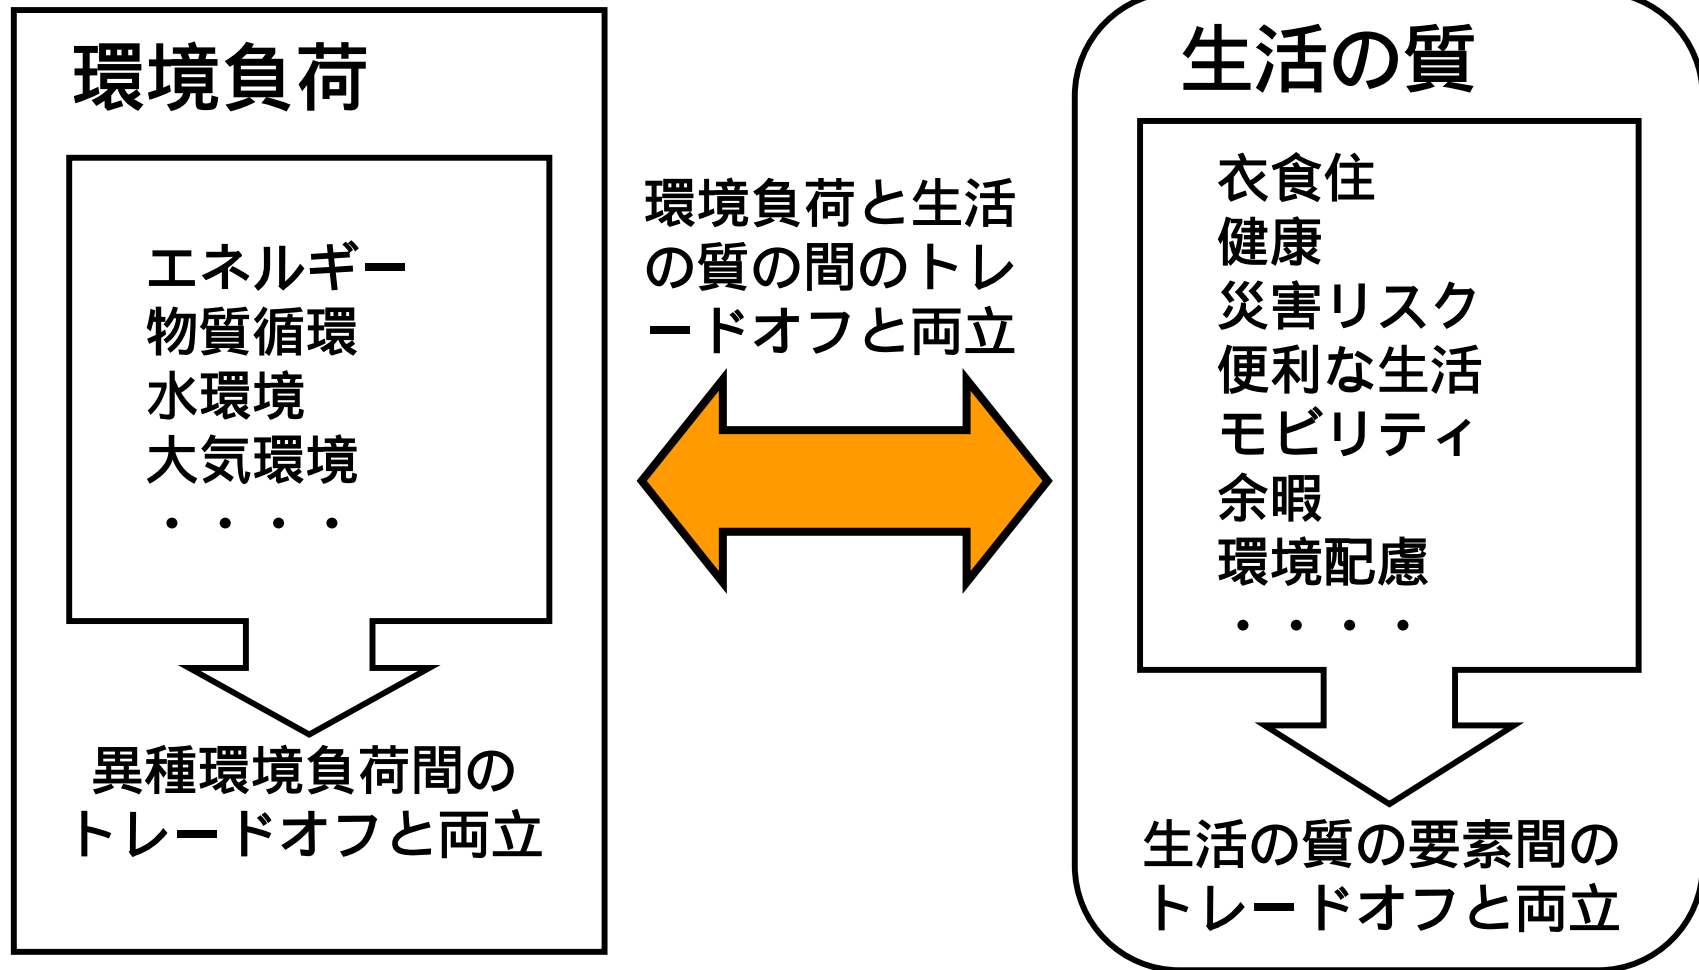 環境負荷
エネルギー
物質循環
水環境
大気環境
・・・・
異種環境負荷間の
トレードオフと両立
環境負荷と生活
の質の間のトレ
ードオフと両立
生活の質
衣食住
健康
災害リスク
便利な生活
モビリティ
余暇
環境配慮
・・・・
生活の質の要素間の
トレードオフと両立